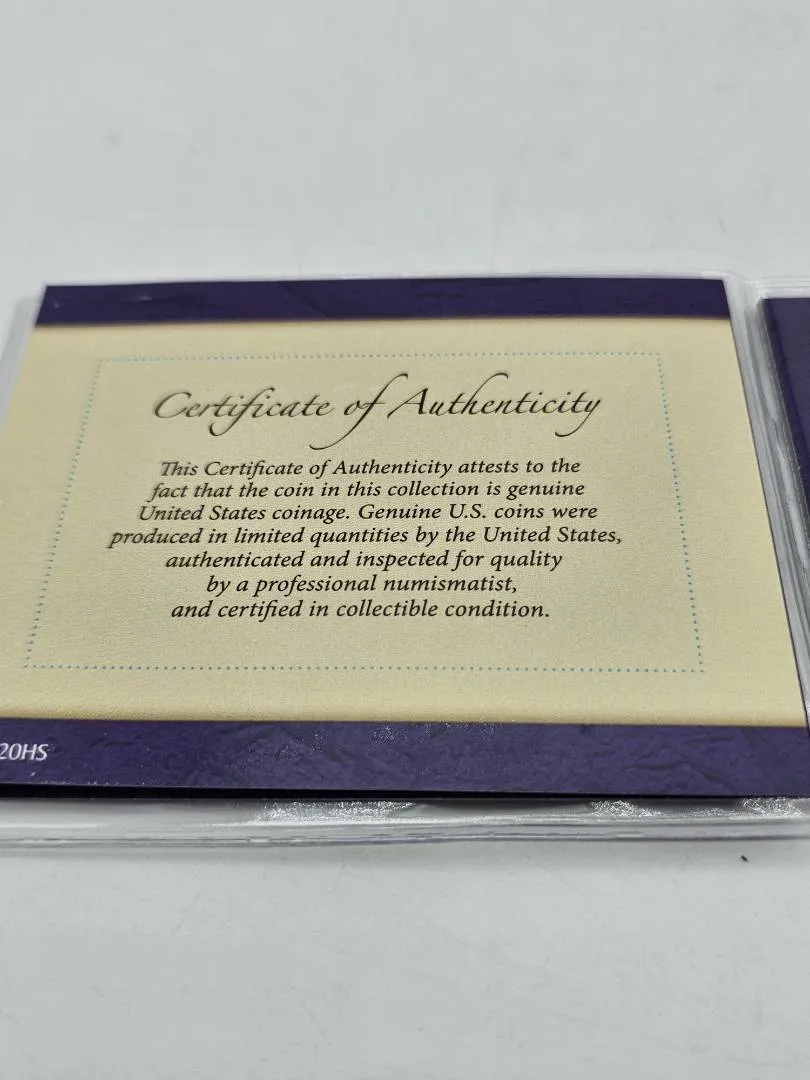 Certificate of Authenticity
This Certificate of Authenticity attests to the
fact that the coin in this collection is genuine
United States coinage. Genuine U.S. coins were
produced in limited quantities by the United States,
authenticated and inspected for quality
by a professional numismatist,
and certified in collectible condition.
20HS